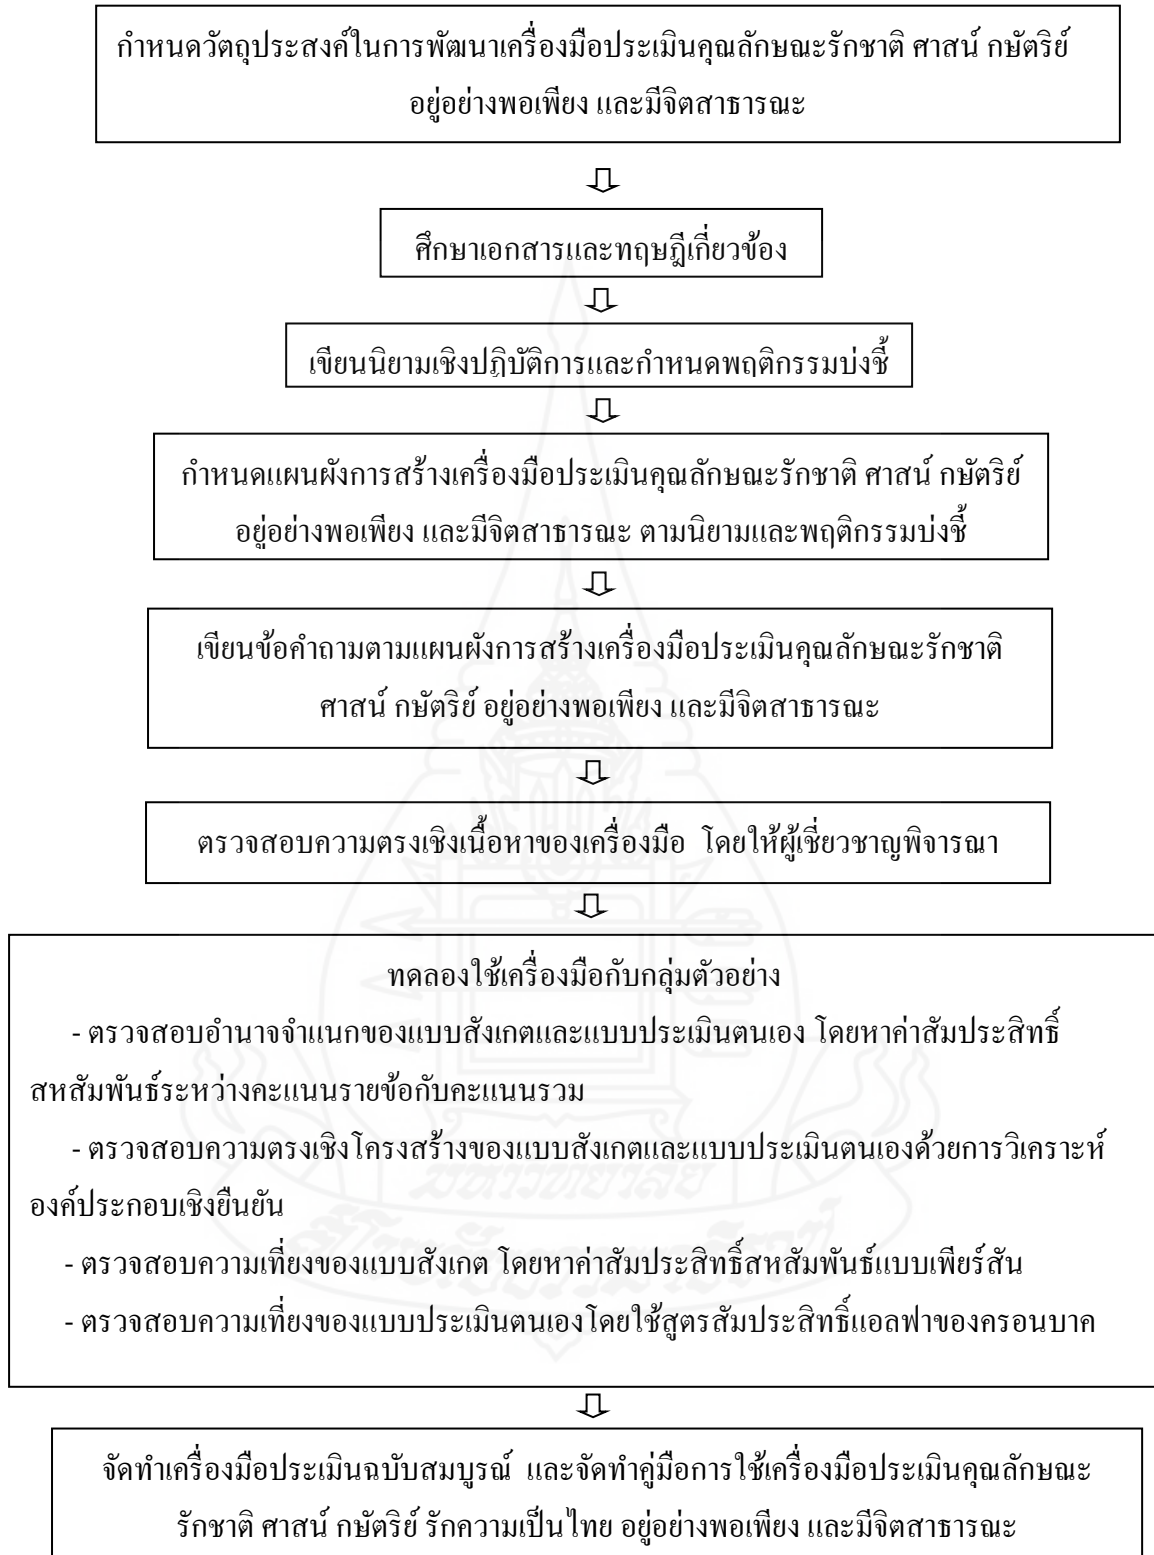 กำหนดวัตถุประสงค์ในการพัฒนาเครื่องมือประเมินคุณลักษณะรักชาติ ศาสน์ กษัตริย์
อยู่อย่างพอเพียง และมีจิตสาธารณะ
ศึกษาเอกสารและทฤษฎีเกี่ยวข้อง
เขียนนิยามเชิงปฏิบัติการและกำหนดพฤติกรรมบ่งชี้
กำหนดแผนผังการสร้างเครื่องมือประเมินคุณลักษณะรักชาติ ศาสน์ กษัตริย์
อยู่อย่างพอเพียง และมีจิตสาธารณะ ตามนิยามและพฤติกรรมบ่งชี้
เขียนข้อคำถามตามแผนผังการสร้างเครื่องมือประเมินคุณลักษณะรักชาติ
ศาสน์ กษัตริย์ อยู่อย่างพอเพียง และมีจิตสาธารณะ
ตรวจสอบความตรงเชิงเนื้อหาของเครื่องมือ โดยให้ผู้เชี่ยวชาญพิจารณา
ทดลองใช้เครื่องมือกับกลุ่มตัวอย่าง
- ตรวจสอบอำนาจจำแนกของแบบสังเกตและแบบประเมินตนเอง โดยหาค่าสัมประสิทธิ์
สหสัมพันธ์ระหว่างคะแนนรายข้อกับคะแนนรวม
- ตรวจสอบความตรงเชิงโครงสร้างของแบบสังเกตและแบบประเมินตนเองด้วยการวิเคราะห์
องค์ประกอบเชิงยืนยัน
- ตรวจสอบความเที่ยงของแบบสังเกต โดยหาค่าสัมประสิทธิ์สหสัมพันธ์แบบเพียร์สัน
- ตรวจสอบความเที่ยงของแบบประเมินตนเองโดยใช้สูตรสัมประสิทธิ์แอลฟาของครอนบาค
มหาวิทยาลัย
สุโขทัยธรรมาธิราช
จัดทำเครื่องมือประเมินฉบับสมบูรณ์ และจัดทำคู่มือการใช้เครื่องมือประเมินคุณลักษณะ
รักชาติ ศาสน์ กษัตริย์ รักความเป็นไทย อยู่อย่างพอเพียง และมีจิตสาธารณะ